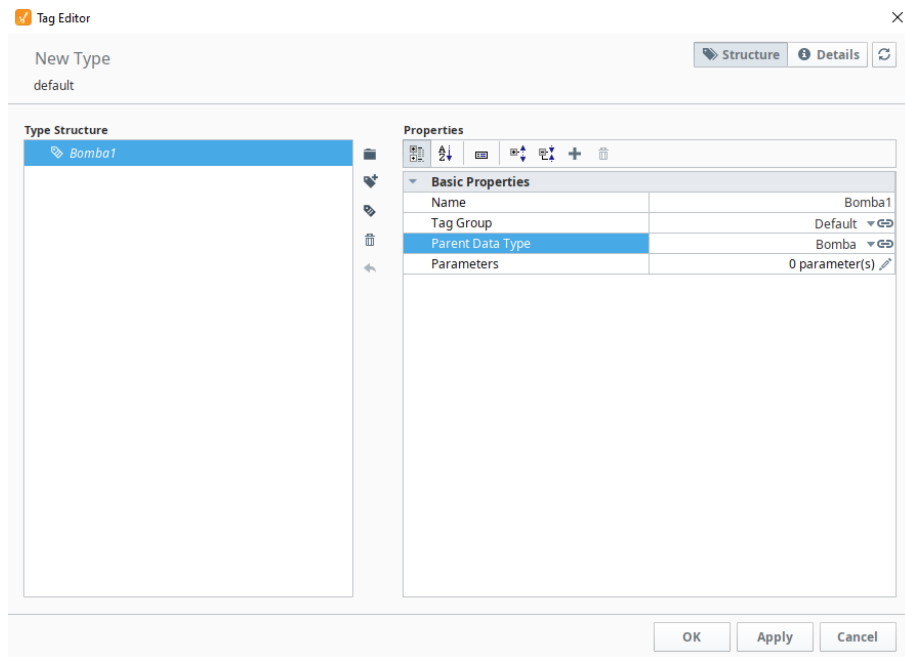 Tag Editor
New Type
Structure
Details
default
Type Structure
Properties
Bomba1
Basic Properties
Name Bomba1
Tag Group Default
Parent Data Type Bomba
Parameters 0 parameter(s)
OK
Apply
Cancel